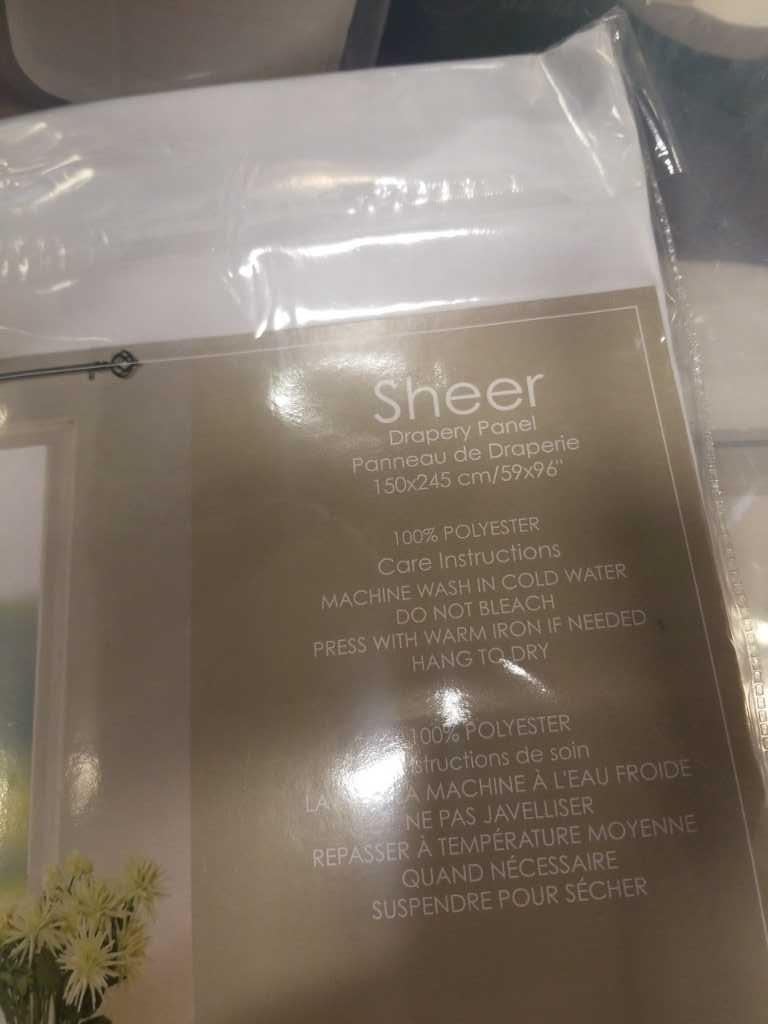 Sheer
Drapery Panel
Panneau de Draperie
150x245 cm/59x96"
100% POLYESTER
Care Instructions
MACHINE WASH IN COLD WATER
DO NOT BLEACH
PRESS WITH WARM IRON IF NEEDED
HANG TO DRY
100% POLYESTER
de soin
A MACHINE À L'EAU FROIDE
NE PAS JAVELLISER
REPASSER À TEMPÉRATURE MOYENNE
QUAND NÉCESSAIRE
SUSPENDRE POUR SÉCHER